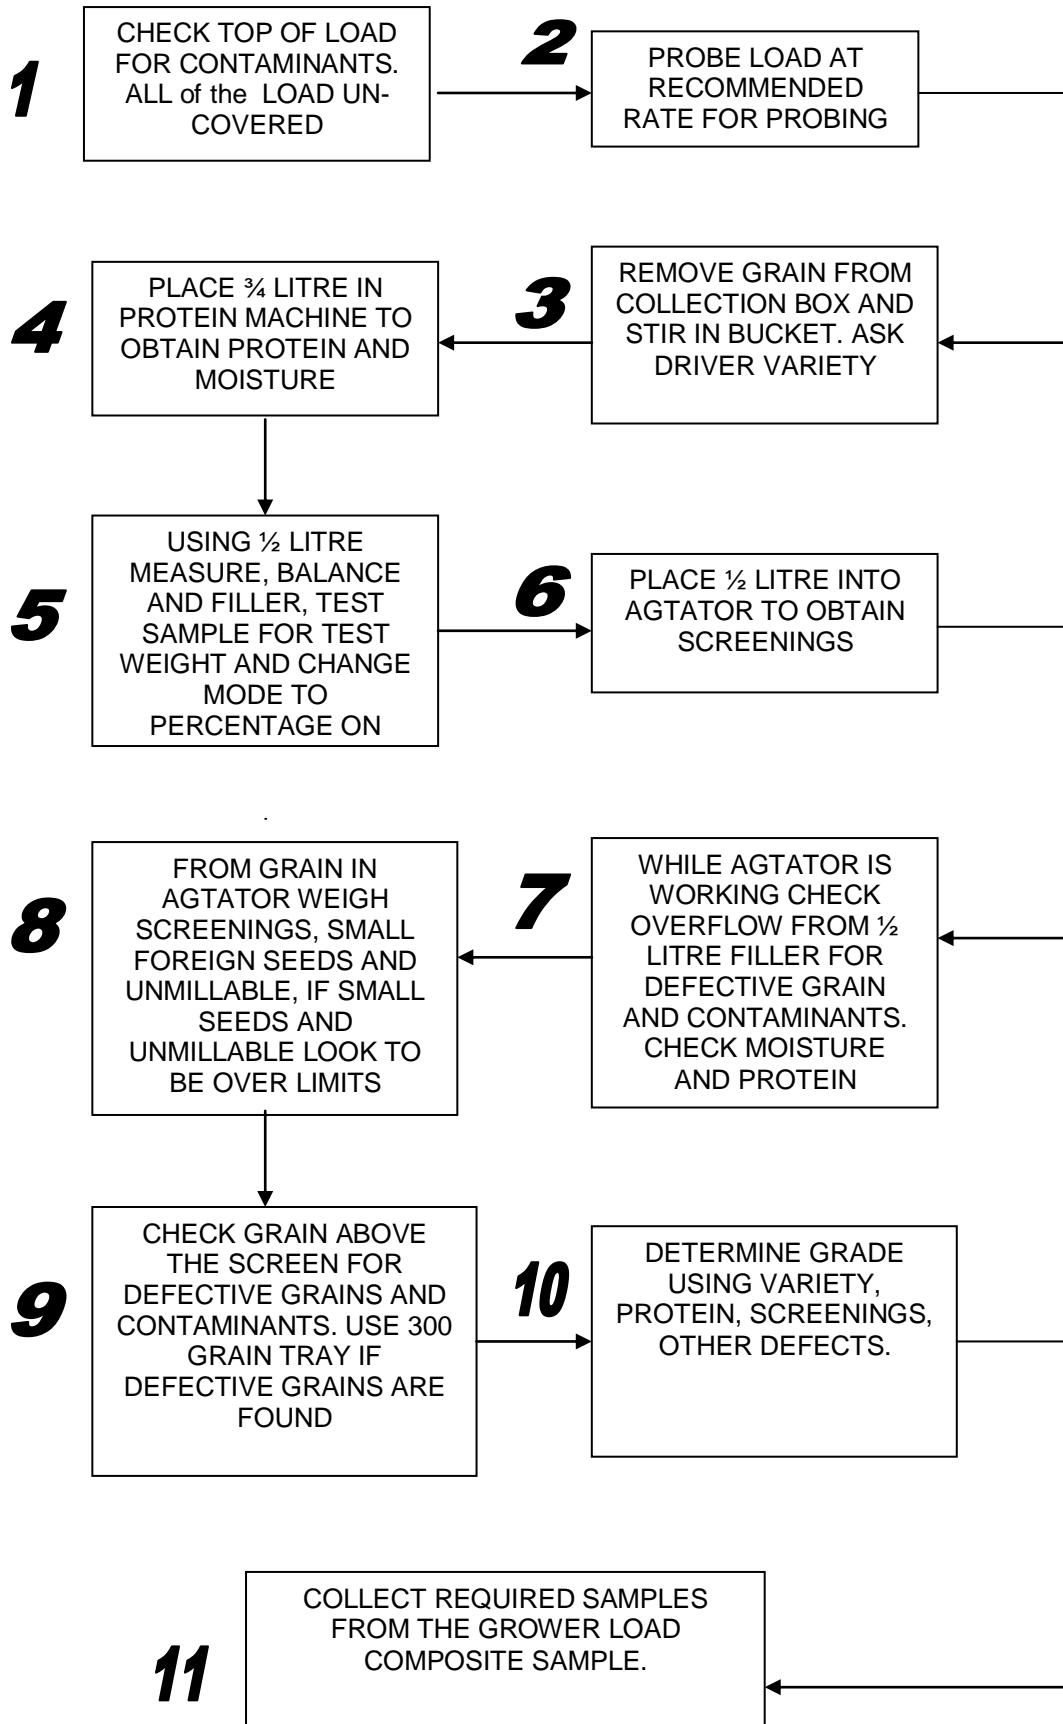 1
CHECK TOP OF LOAD
FOR CONTAMINANTS.
ALL of the LOAD UN-
COVERED
2
PROBE LOAD AT
RECOMMENDED
RATE FOR PROBING
3
REMOVE GRAIN FROM
COLLECTION BOX AND
STIR IN BUCKET. ASK
DRIVER VARIETY
4
PLACE ¾ LITRE IN
PROTEIN MACHINE TO
OBTAIN PROTEIN AND
MOISTURE
5
USING ½ LITRE
MEASURE, BALANCE
AND FILLER, TEST
SAMPLE FOR TEST
WEIGHT AND CHANGE
MODE TO
PERCENTAGE ON
6
PLACE ½ LITRE INTO
AGTATOR TO OBTAIN
SCREENINGS
7
WHILE AGTATOR IS
WORKING CHECK
OVERFLOW FROM ½
LITRE FILLER FOR
DEFECTIVE GRAIN
AND CONTAMINANTS.
CHECK MOISTURE
AND PROTEIN
8
FROM GRAIN IN
AGTATOR WEIGH
SCREENINGS, SMALL
FOREIGN SEEDS AND
UNMILLABLE, IF SMALL
SEEDS AND
UNMILLABLE LOOK TO
BE OVER LIMITS
9
CHECK GRAIN ABOVE
THE SCREEN FOR
DEFECTIVE GRAINS AND
CONTAMINANTS. USE 300
GRAIN TRAY IF
DEFECTIVE GRAINS ARE
FOUND
10
DETERMINE GRADE
USING VARIETY,
PROTEIN, SCREENINGS,
OTHER DEFECTS.
11
COLLECT REQUIRED SAMPLES
FROM THE GROWER LOAD
COMPOSITE SAMPLE.